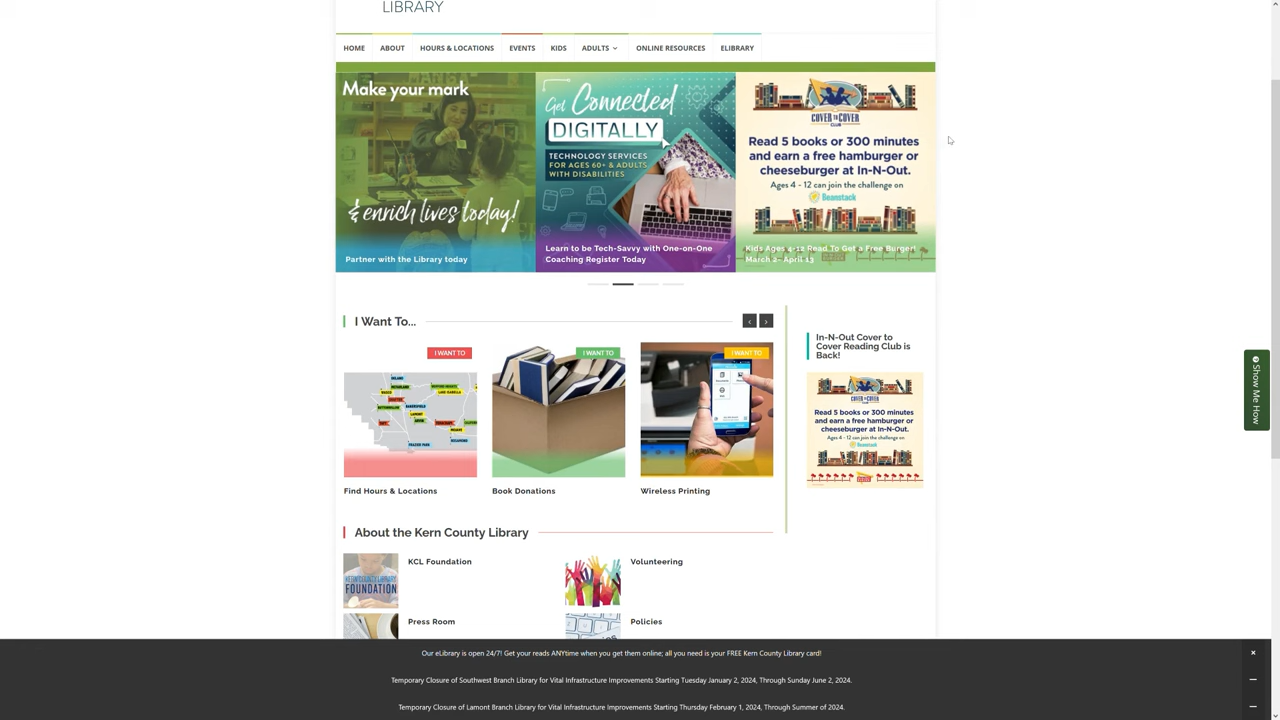 LIBRARY
HOME ABOUT HOURS & LOCATIONS EVENTS KIDS ADULTS ONLINE RESOURCES ELIBRARY
Make your mark
& enrich lives today!
Partner with the Library today
Get Connected
DIGITALLY
TECHNOLOGY SERVICES
FOR AGES 60+ & ADULTS
WITH DISABILITIES
Learn to be Tech-Savvy with One-on-One
Coaching Register Today
COVER TO COVER
CLUB
Read 5 books or 300 minutes
and earn a free hamburger or
cheeseburger at In-N-Out.
Ages 4 - 12 can join the challenge on
Beanstack
Kids Ages 4-12 Read To Get a Free Burger!
March 2- April 13
I Want To...
I WANT TO
Find Hours & Locations
I WANT TO
Book Donations
I WANT TO
Wireless Printing
In-N-Out Cover to
Cover Reading Club is
Back!
COVER TO COVER
CLUB
Read 5 books or 300 minutes
and earn a free hamburger or
cheeseburger at In-N-Out.
Ages 4 - 12 can join the challenge on
Beanstack
Show Me How
About the Kern County Library
KERN COUNTY LIBRARY
FOUNDATION
KCL Foundation
Volunteering
Press Room
Policies
Our eLibrary is open 24/7! Get your reads ANYtime when you get them online; all you need is your FREE Kern County Library card!
Temporary Closure of Southwest Branch Library for Vital Infrastructure Improvements Starting Tuesday January 2, 2024, Through Sunday June 2, 2024.
Temporary Closure of Lamont Branch Library for Vital Infrastructure Improvements Starting Thursday February 1, 2024, Through Summer of 2024.